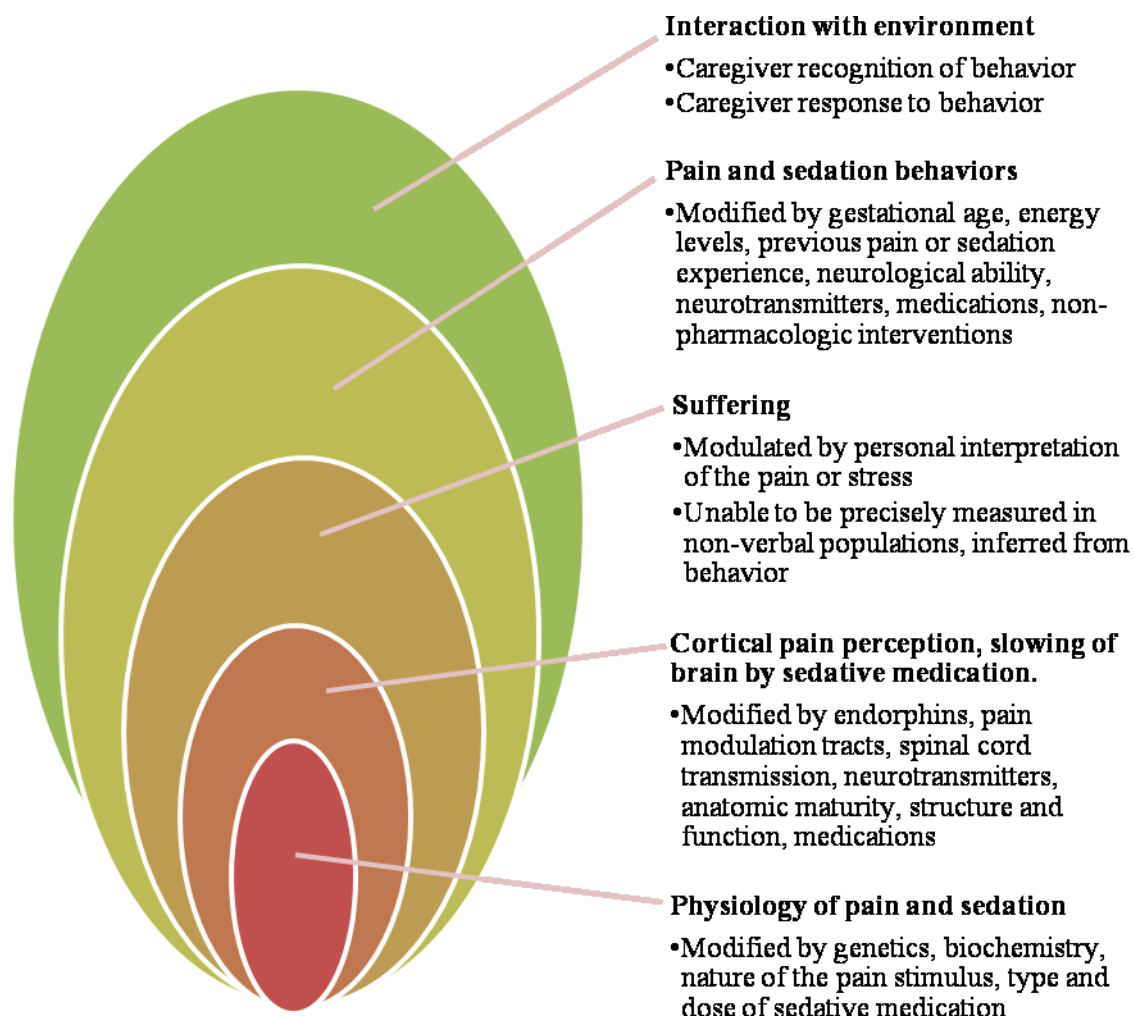 Interaction with environment
•Caregiver recognition of behavior
•Caregiver response to behavior
Pain and sedation behaviors
•Modified by gestational age, energy
levels, previous pain or sedation
experience, neurological ability,
neurotransmitters, medications, non-
pharmacologic interventions
Suffering
•Modulated by personal interpretation
of the pain or stress
•Unable to be precisely measured in
non-verbal populations, inferred from
behavior
Cortical pain perception, slowing of
brain by sedative medication.
•Modified by endorphins, pain
modulation tracts, spinal cord
transmission, neurotransmitters,
anatomic maturity, structure and
function, medications
Physiology of pain and sedation
•Modified by genetics, biochemistry,
nature of the pain stimulus, type and
dose of sedative medication